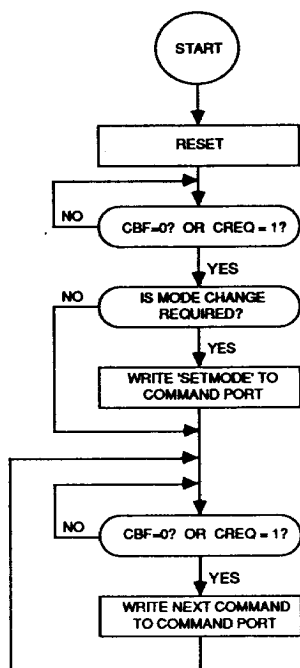 START
RESET
NO
CBF=0? OR CREQ = 1?
YES
NO
IS MODE CHANGE
REQUIRED?
YES
WRITE 'SETMODE' TO
COMMAND PORT
NO
CBF=0? OR CREQ = 1?
YES
WRITE NEXT COMMAND
TO COMMAND PORT